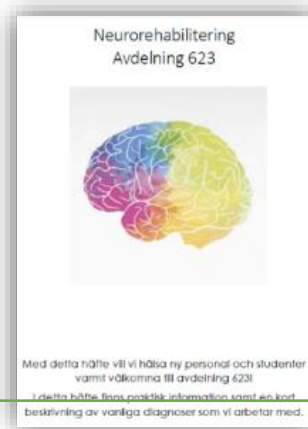 Neurorehabilitering
Avdelning 623
Med detta häfte vill vi hälsa ny personal och studenter
varmt välkomna till avdelning 623!
I detta häfte finns praktisk information samt en kort
beskrivning av vanliga diagnoser som vi arbetar med.